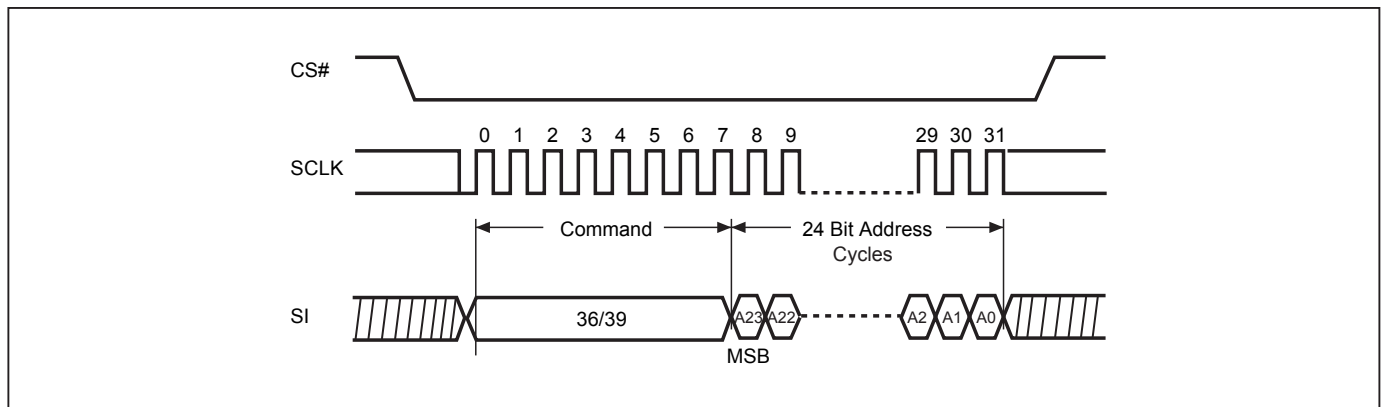 CS#
0 1 2 3 4 5 6 7 8 9 29 30 31
SCLK
Command 24 Bit Address
Cycles
SI 36/39 A23 A22 A2 A1 A0
MSB